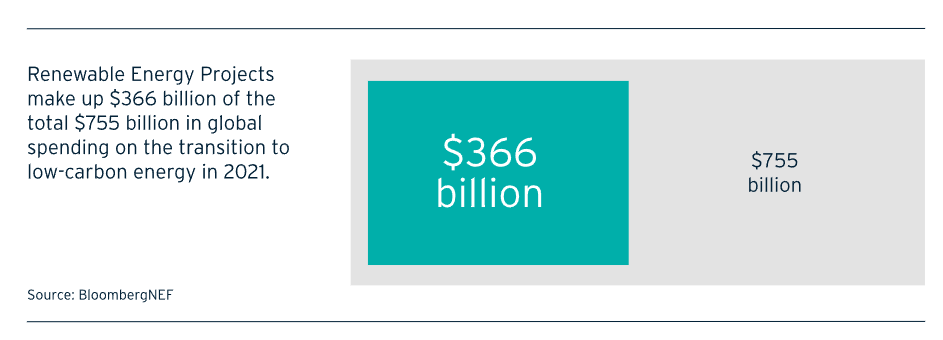 Renewable Energy Projects
make up $366 billion of the
total $755 billion in global
spending on the transition to
low-carbon energy in 2021.
$366
billion
$755
billion
Source: BloombergNEF